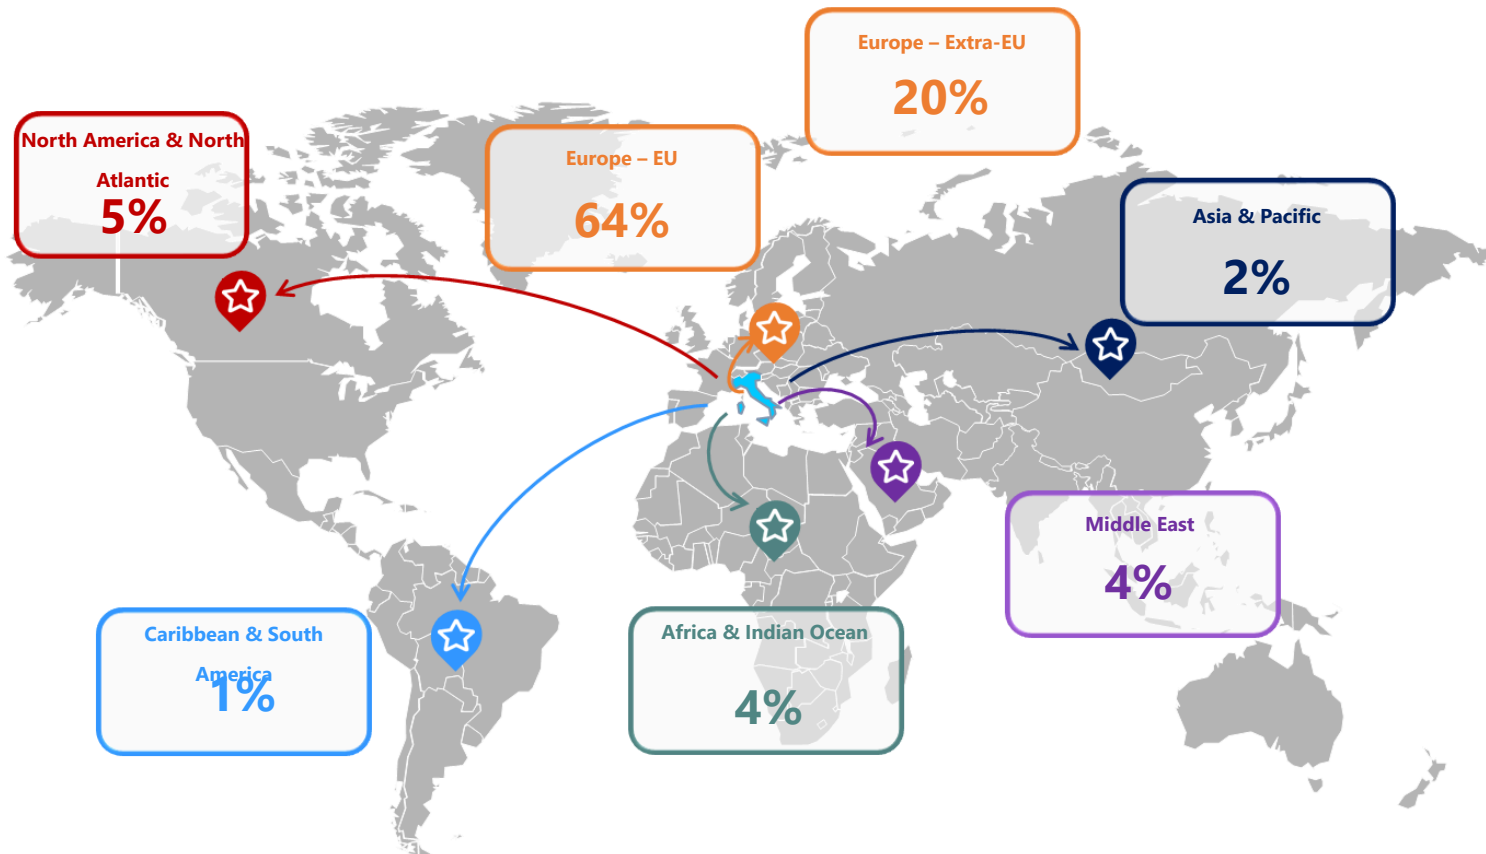 Europe – Extra-EU
20%
North America & North
Atlantic
5%
Europe – EU
64%
Asia & Pacific
2%
Middle East
4%
Caribbean & South
America
1%
Africa & Indian Ocean
4%